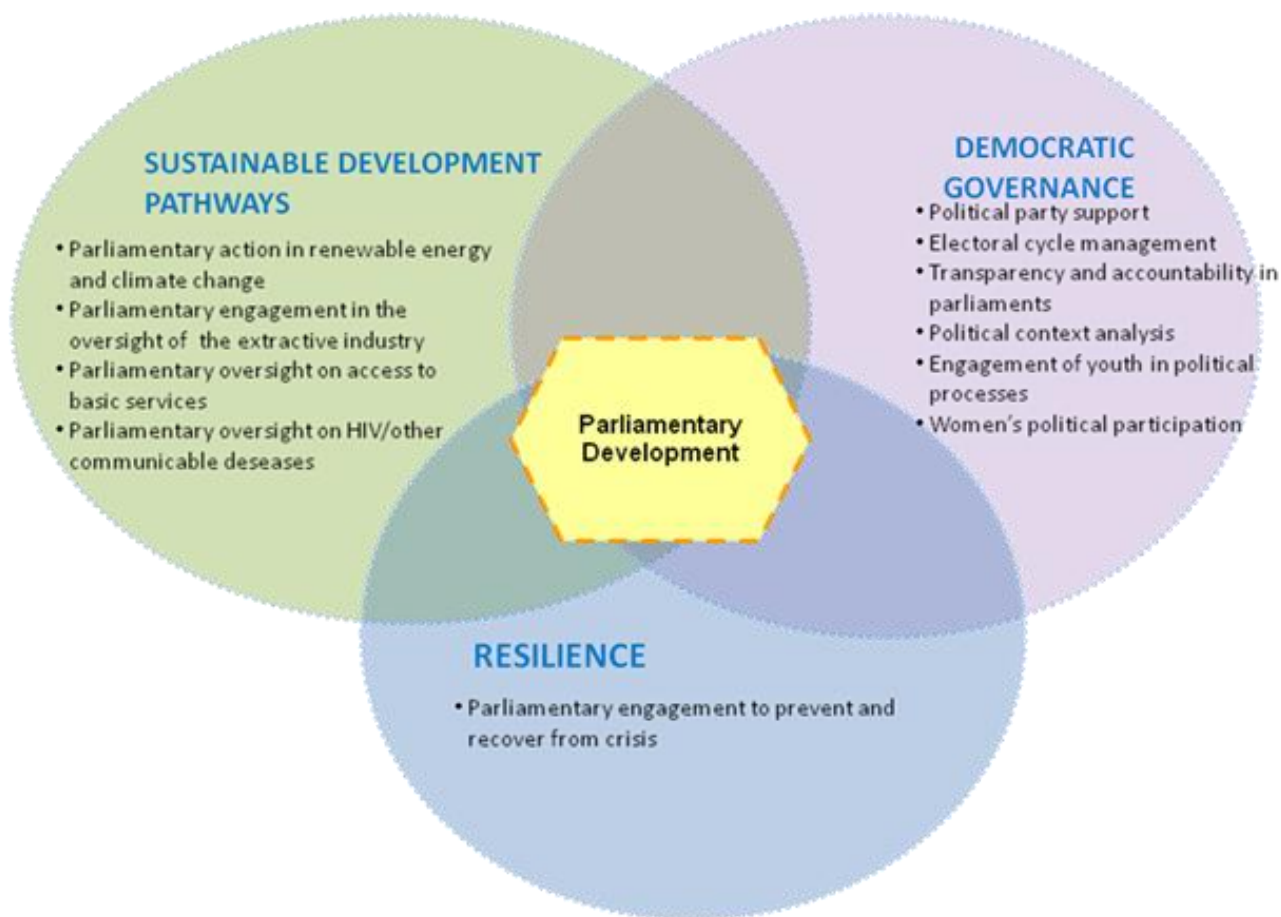 SUSTAINABLE DEVELOPMENT
PATHWAYS
• Parliamentary action in renewable energy
and climate change
• Parliamentary engagement in the
oversight of the extractive industry
• Parliamentary oversight on access to
basic services
• Parliamentary oversight on HIV/other
communicable deseases
DEMOCRATIC
GOVERNANCE
• Political party support
• Electoral cycle management
• Transparency and accountability in
parliaments
• Political context analysis
• Engagement of youth in political
processes
• Women's political participation
Parliamentary
Development
RESILIENCE
• Parliamentary engagement to prevent and
recover from crisis